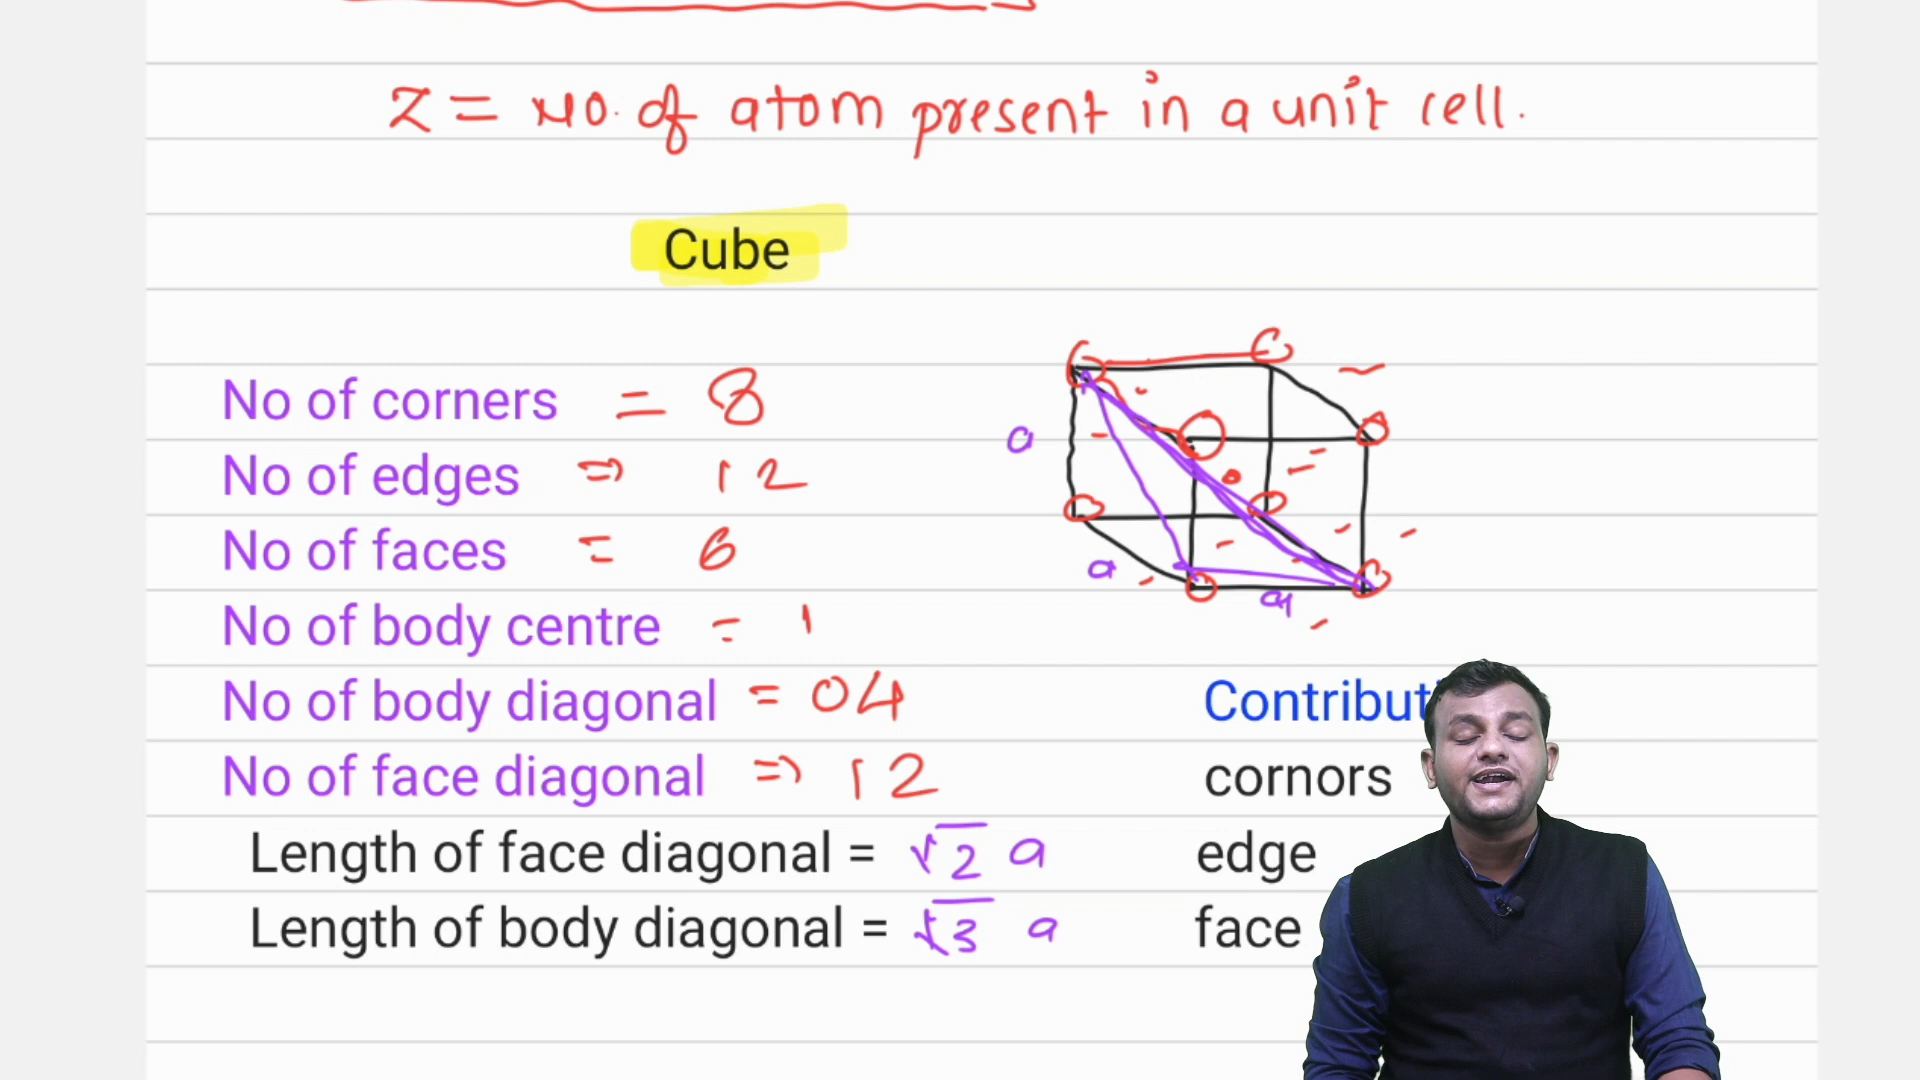 Z = No. of atom present in a unit cell.
Cube
No of corners = 8
No of edges => 12
No of faces = 6
No of body centre = 1
No of body diagonal = 04
No of face diagonal => 12
Length of face diagonal = √2 a
Length of body diagonal = √3 a
a
a
a
cornors
edge
face